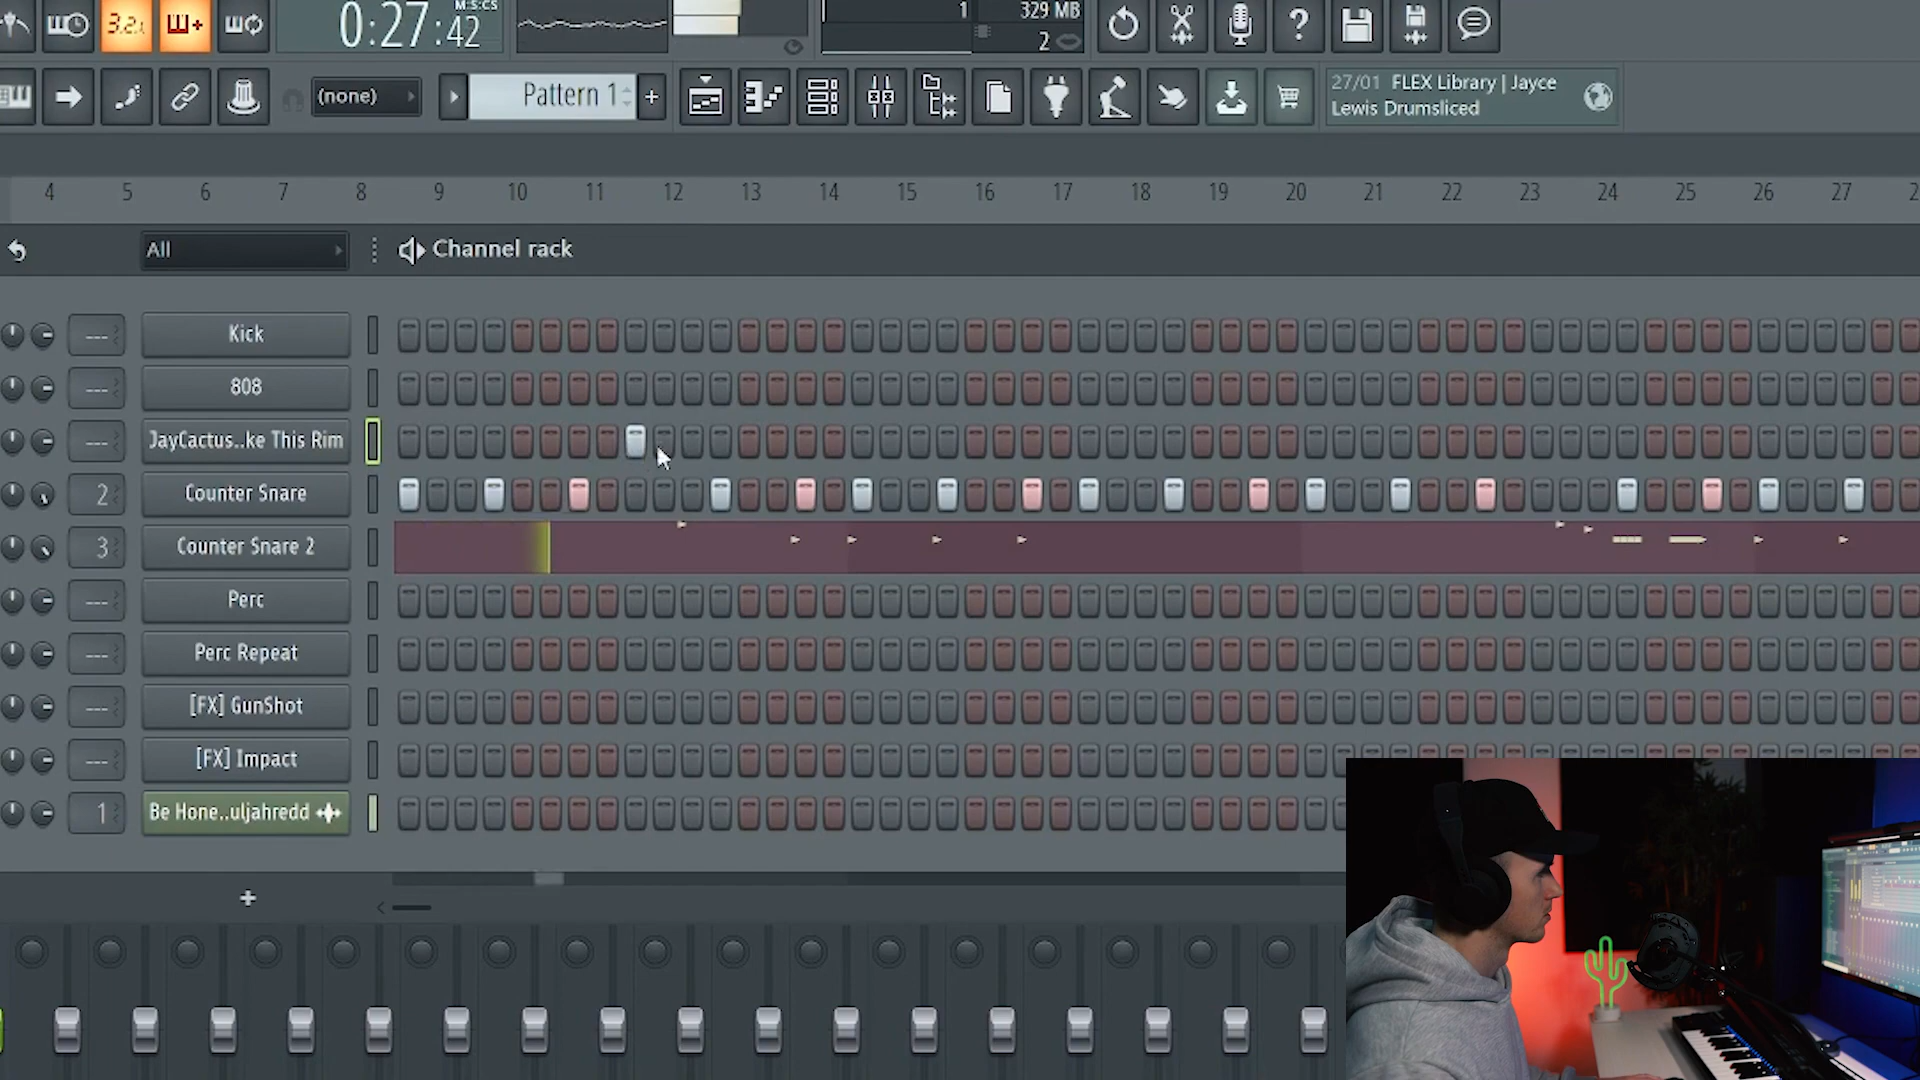 3.2.1
0:27:42
M:S:CS
1
329 MB
2
(none)
Pattern 1
+
?
27/01 FLEX Library | Jayce
Lewis Drumsliced
4 5 6 7 8 9 10 11 12 13 14 15 16 17 18 19 20 21 22 23 24 25 26 27
All
Channel rack
--- Kick
--- 808
--- JayCactus..ke This Rim
2 Counter Snare
3 Counter Snare 2
--- Perc
--- Perc Repeat
--- [FX] GunShot
--- [FX] Impact
1 Be Hone..uljahredd
+